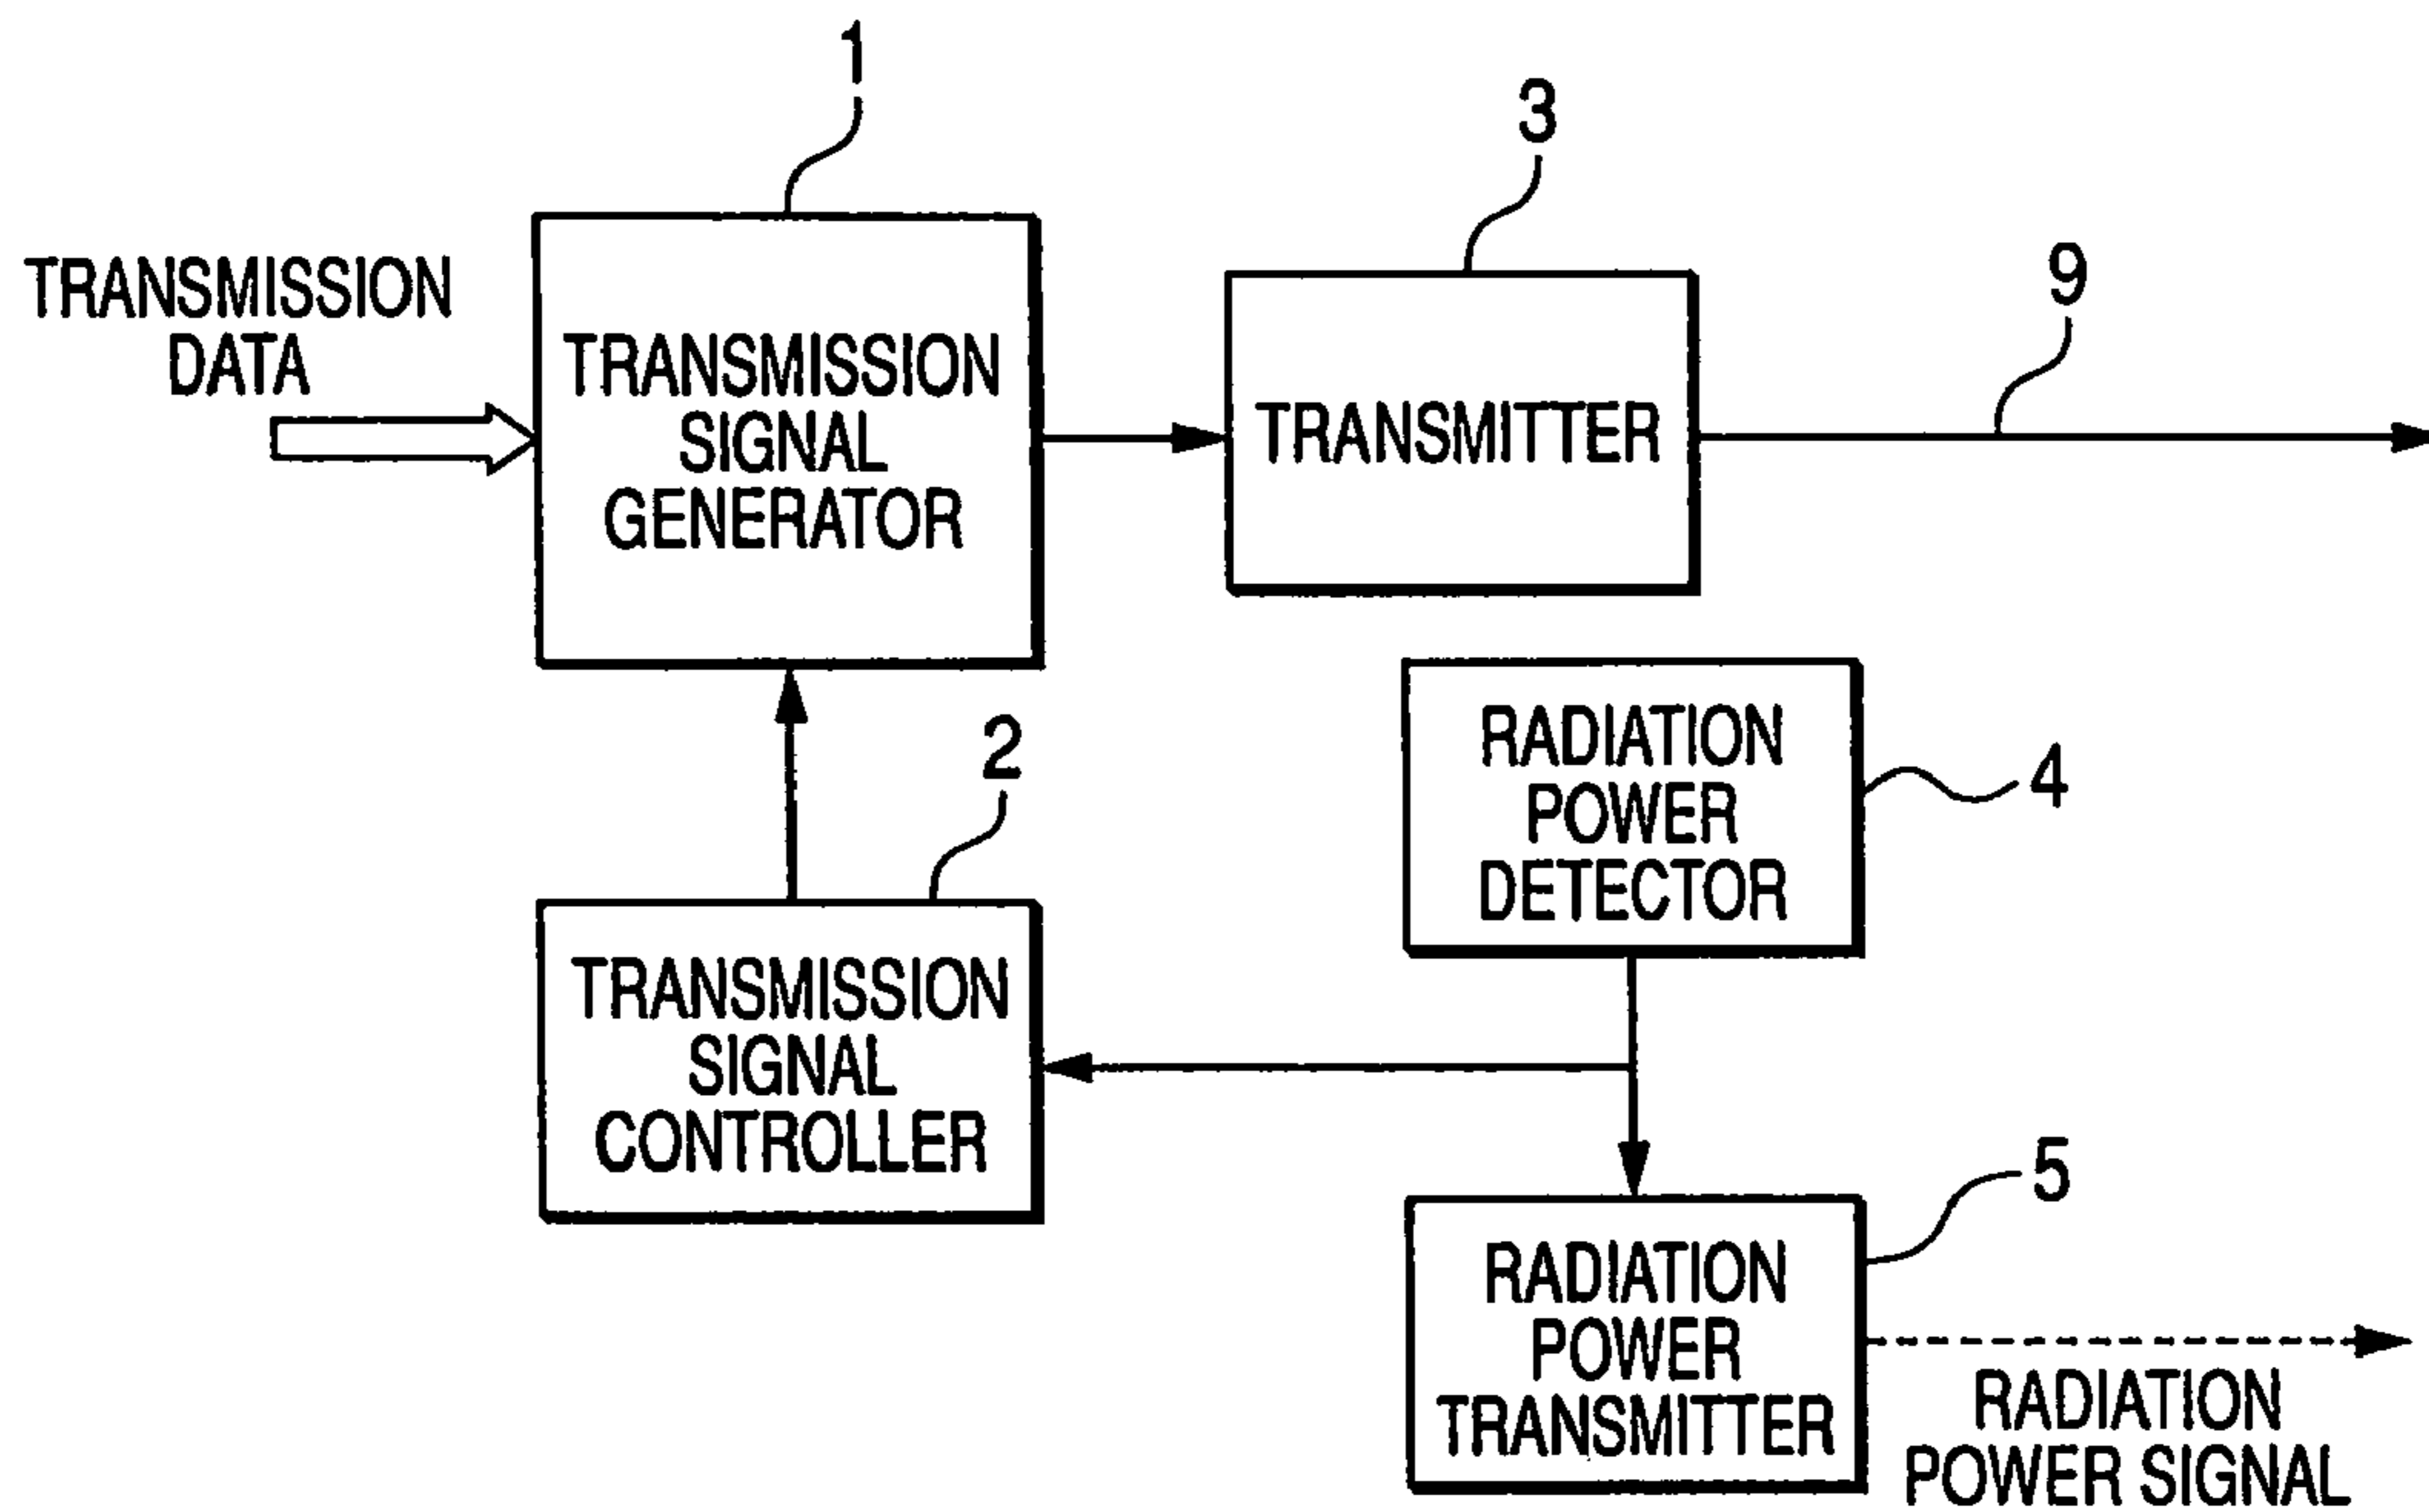 1
3
9
TRANSMISSION
DATA
TRANSMISSION
SIGNAL
GENERATOR
TRANSMITTER
2
RADIATION
POWER
DETECTOR
4
TRANSMISSION
SIGNAL
CONTROLLER
5
RADIATION
POWER
TRANSMITTER
RADIATION
POWER SIGNAL